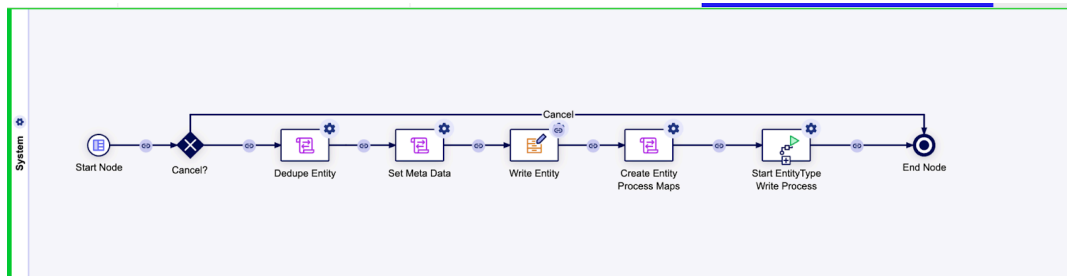 System
Cancel
Start Node
Cancel?
Dedupe Entity
Set Meta Data
Write Entity
Create Entity
Process Maps
Start EntityType
Write Process
End Node